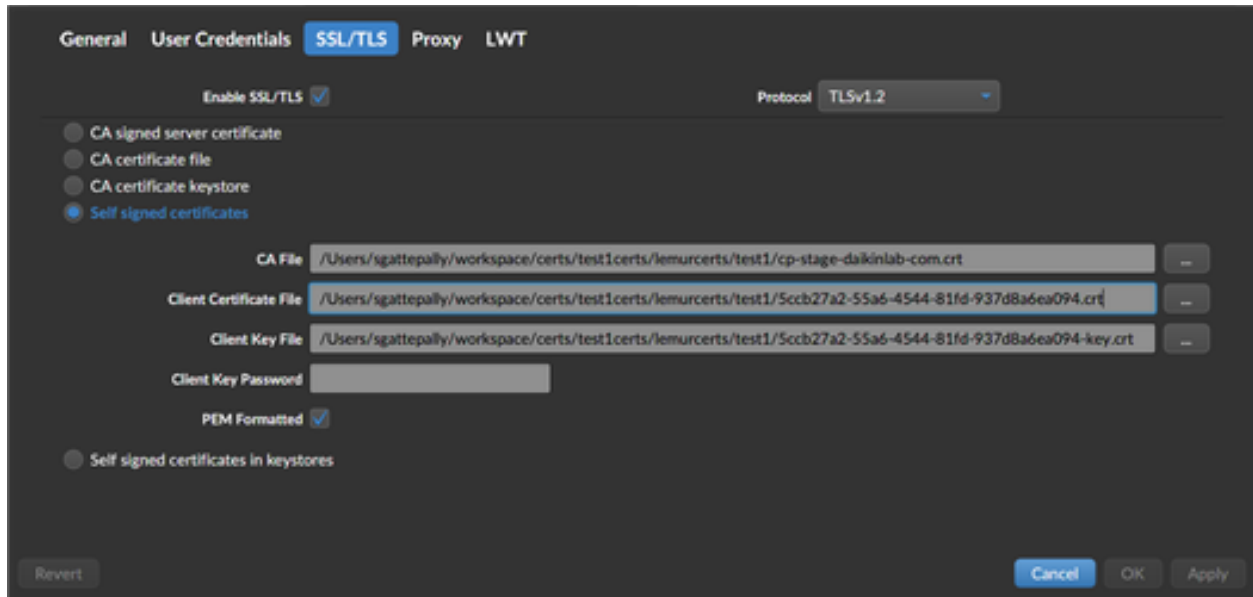 General User Credentials SSL/TLS Proxy LWT
Enable SSL/TLS Protocol TLSv1.2
CA signed server certificate
CA certificate file
CA certificate keystore
Self signed certificates
CA File /Users/sgattepally/workspace/certs/test1certs/lemurcerts/test1/cp-stage-daikinlab-com.crt ...
Client Certificate File /Users/sgattepally/workspace/certs/test1certs/lemurcerts/test1/5ccb27a2-55a6-4544-81fd-937d8a6ea094.crt ...
Client Key File /Users/sgattepally/workspace/certs/test1certs/lemurcerts/test1/5ccb27a2-55a6-4544-81fd-937d8a6ea094-key.crt ...
Client Key Password
PEM Formatted
Self signed certificates in keystores
Revert Cancel OK Apply